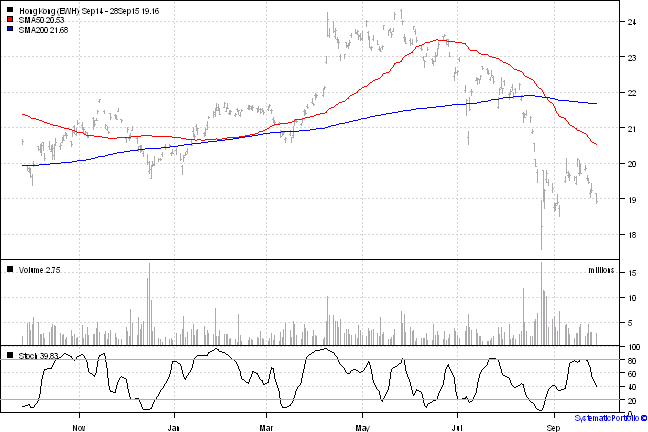 Hong Kong (EWH) Sep14 - 28Sep15 19.16
SMA50 20.53
SMA200 21.68
24
23
22
21
20
19
18
Volume 2.75
millions
15
10
5
Stoch 39.83
100
80
60
40
20
0
Nov Jan Mar May Jul Sep
SystematicPortfolio ©